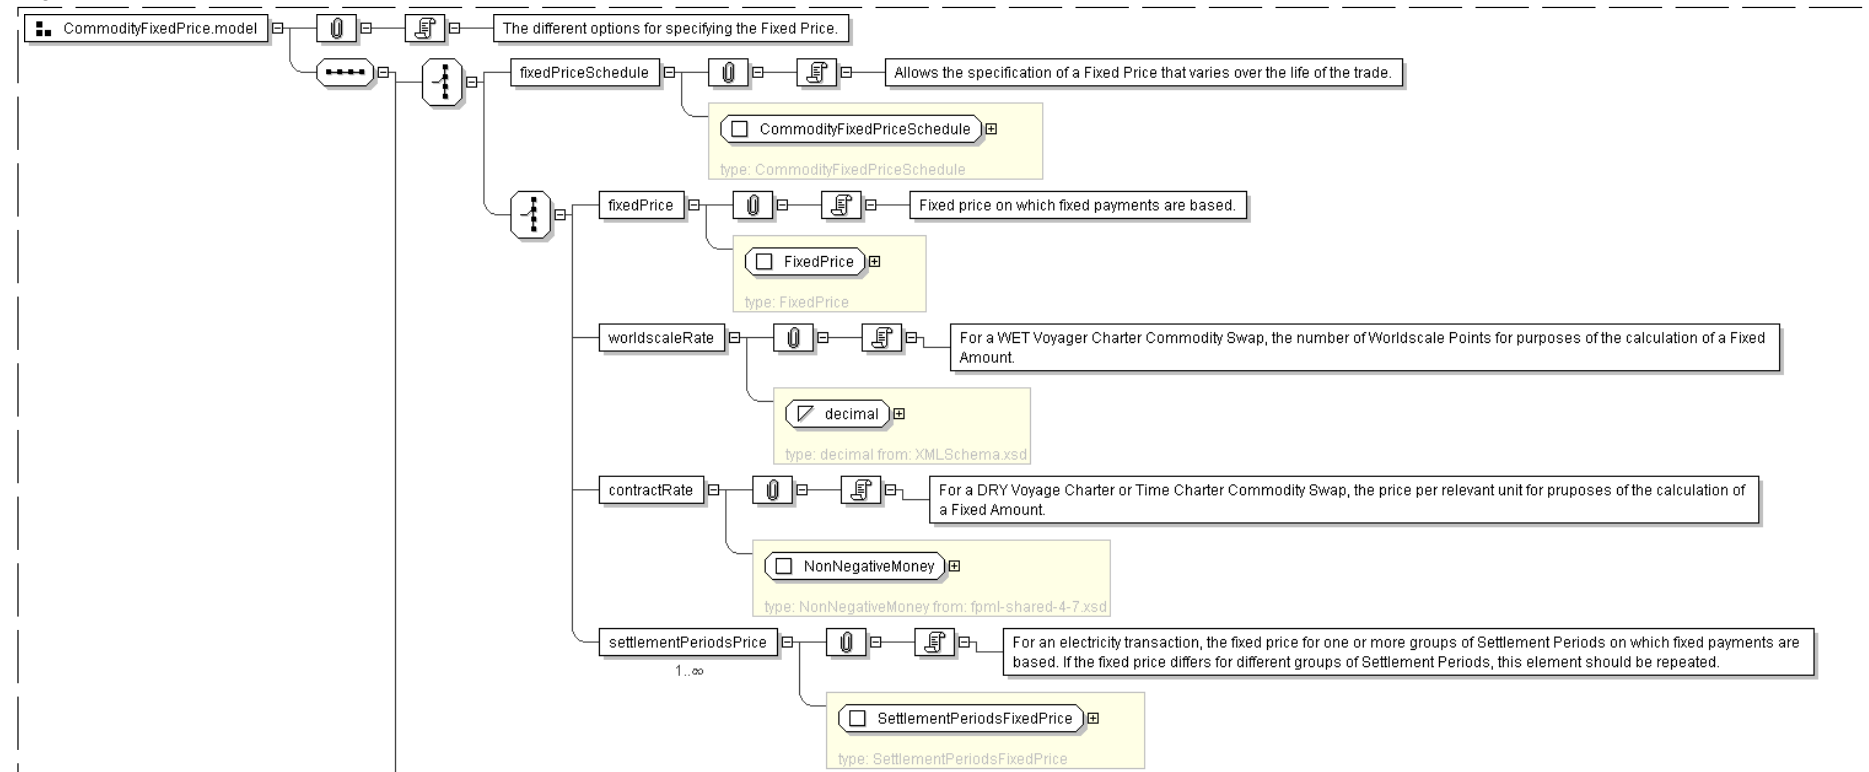 CommodityFixedPrice.model
The different options for specifying the Fixed Price.
fixedPriceSchedule
Allows the specification of a Fixed Price that varies over the life of the trade.
CommodityFixedPriceSchedule
type: CommodityFixedPriceSchedule
fixedPrice
Fixed price on which fixed payments are based.
FixedPrice
type: FixedPrice
worldscaleRate
For a WET Voyager Charter Commodity Swap, the number of Worldscale Points for purposes of the calculation of a Fixed
Amount.
decimal
type: decimal from: XMLSchema.xsd
contractRate
For a DRY Voyage Charter or Time Charter Commodity Swap, the price per relevant unit for pruposes of the calculation of
a Fixed Amount.
NonNegativeMoney
type: NonNegativeMoney from: fpml-shared-4-7.xsd
settlementPeriodsPrice
1..∞
For an electricity transaction, the fixed price for one or more groups of Settlement Periods on which fixed payments are
based. If the fixed price differs for different groups of Settlement Periods, this element should be repeated.
SettlementPeriodsFixedPrice
type: SettlementPeriodsFixedPrice